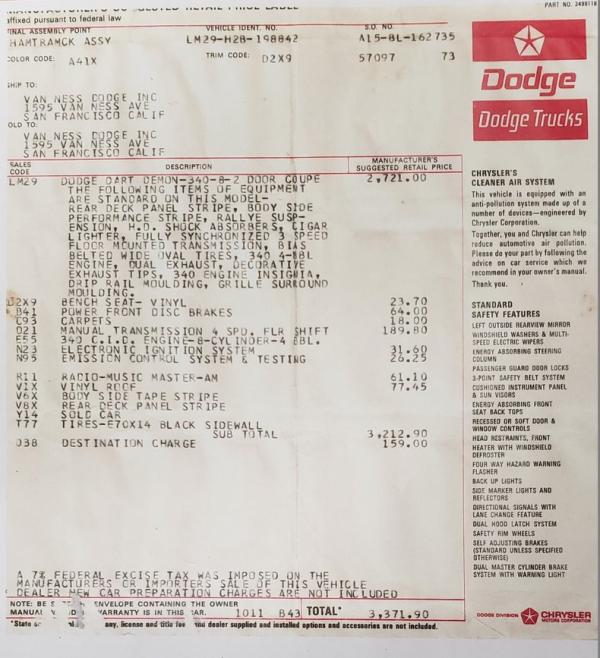 PART NO. 3488118
MANUFACTURER'S SUGGESTED RETAIL PRICE LABEL
affixed pursuant to federal law
FINAL ASSEMBLY POINT VEHICLE IDENT. NO. S.O. NO.
HAMTRAMCK ASSY LM29-H2B-198842 A15-8L-162735
COLOR CODE: A41X TRIM CODE: D2X9 57097 73
SHIP TO:
VAN NESS DODGE INC
1595 VAN NESS AVE
SAN FRANCISCO CALIF
SOLD TO:
VAN NESS DODGE INC
1595 VAN NESS AVE
SAN FRANCISCO CALIF
SALES CODE DESCRIPTION MANUFACTURER'S SUGGESTED RETAIL PRICE
LM29 DODGE DART DEMON-340-8-2 DOOR COUPE 2,721.00
THE FOLLOWING ITEMS OF EQUIPMENT
ARE STANDARD ON THIS MODEL-
REAR DECK PANEL STRIPE, BODY SIDE
PERFORMANCE STRIPE, RALLYE SUSP-
ENSION, H.D. SHOCK ABSORBERS, CIGAR
LIGHTER, FULLY SYNCHRONIZED 3 SPEED
FLOOR MOUNTED TRANSMISSION, BIAS
BELTED WIDE OVAL TIRES, 340 4-BBL
ENGINE, DUAL EXHAUST, DECORATIVE
EXHAUST TIPS, 340 ENGINE INSIGNIA,
DRIP RAIL MOULDING, GRILLE SURROUND
MOULDING.
D2X9 BENCH SEAT- VINYL 23.70
B41 POWER FRONT DISC BRAKES 64.00
C93 CARPETS 18.00
D21 MANUAL TRANSMISSION 4 SPD. FLR SHIFT 189.80
E55 340 C.I.D. ENGINE-8-CYLINDER-4 BBL.
N23 ELECTRONIC IGNITION SYSTEM 31.60
N95 EMISSION CONTROL SYSTEM & TESTING 26.25
R11 RADIO-MUSIC MASTER-AM 61.10
V1X VINYL ROOF 77.45
V6X BODY SIDE TAPE STRIPE
V8X REAR DECK PANEL STRIPE
Y14 SOLD CAR
T77 TIRES-E70X14 BLACK SIDEWALL
SUB TOTAL 3,212.90
038 DESTINATION CHARGE 159.00
A 7% FEDERAL EXCISE TAX WAS IMPOSED ON THE
MANUFACTURERS OR IMPORTERS SALE OF THIS VEHICLE
DEALER NEW CAR PREPARATION CHARGES ARE NOT INCLUDED
NOTE: BE ENVELOPE CONTAINING THE OWNER
MANUAL WARRANTY IS IN THIS CAR. 1011 B43 TOTAL* 3,371.90
*State any, license and title fee and dealer supplied and installed options and accessories are not included.
Dodge
Dodge Trucks
CHRYSLER'S
CLEANER AIR SYSTEM
This vehicle is equipped with an
anti-pollution system made up of a
number of devices—engineered by
Chrysler Corporation.
Together, you and Chrysler can help
reduce automotive air pollution.
Please do your part by following the
advice on car service which we
recommend in your owner's manual.
Thank you.
STANDARD
SAFETY FEATURES
LEFT OUTSIDE REARVIEW MIRROR
WINDSHIELD WASHERS & MULTI-
SPEED ELECTRIC WIPERS
ENERGY ABSORBING STEERING
COLUMN
PASSENGER GUARD DOOR LOCKS
3-POINT SAFETY BELT SYSTEM
CUSHIONED INSTRUMENT PANEL
& SUN VISORS
ENERGY ABSORBING FRONT
SEAT BACK TOPS
RECESSED OR SOFT DOOR &
WINDOW CONTROLS
HEAD RESTRAINTS, FRONT
HEATER WITH WINDSHIELD
DEFROSTER
FOUR WAY HAZARD WARNING
FLASHER
BACK UP LIGHTS
SIDE MARKER LIGHTS AND
REFLECTORS
DIRECTIONAL SIGNALS WITH
LANE CHANGE FEATURE
DUAL HOOD LATCH SYSTEM
SAFETY RIM WHEELS
SELF ADJUSTING BRAKES
(STANDARD UNLESS SPECIFIED
OTHERWISE)
DUAL MASTER CYLINDER BRAKE
SYSTEM WITH WARNING LIGHT
DODGE DIVISION CHRYSLER
MOTORS CORPORATION